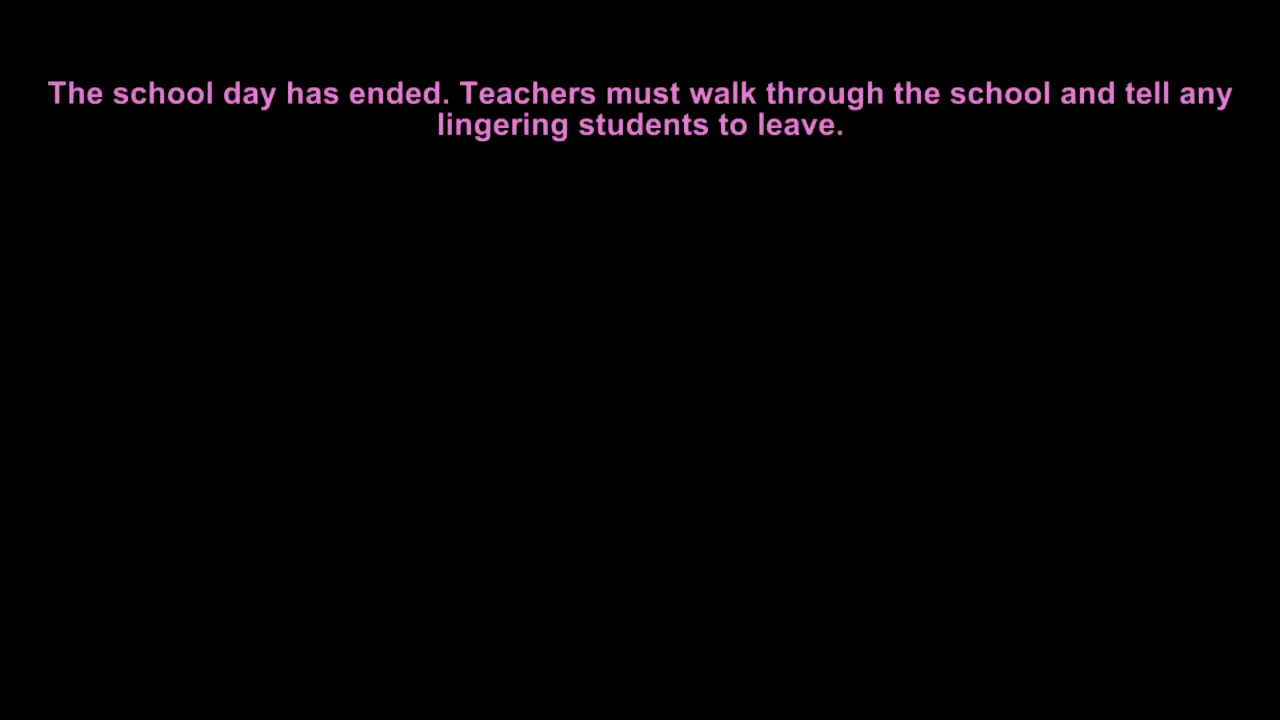 The school day has ended. Teachers must walk through the school and tell any
lingering students to leave.